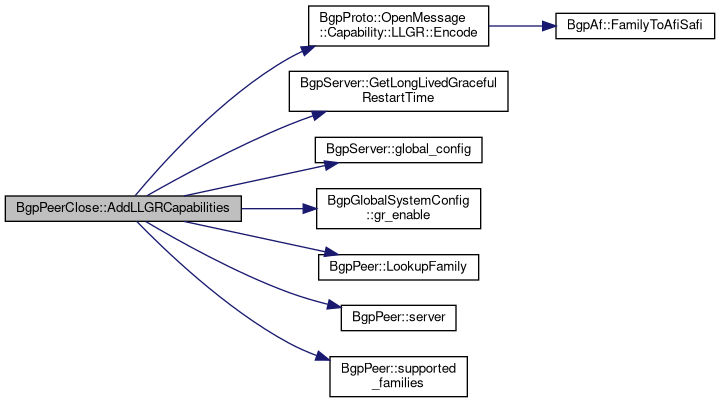 BgpProto::OpenMessage
::Capability::LLGR::Encode
BgpAf::FamilyToAfiSafi
BgpServer::GetLongLivedGraceful
RestartTime
BgpServer::global_config
BgpPeerClose::AddLLGRCapabilities
BgpGlobalSystemConfig
::gr_enable
BgpPeer::LookupFamily
BgpPeer::server
BgpPeer::supported
_families